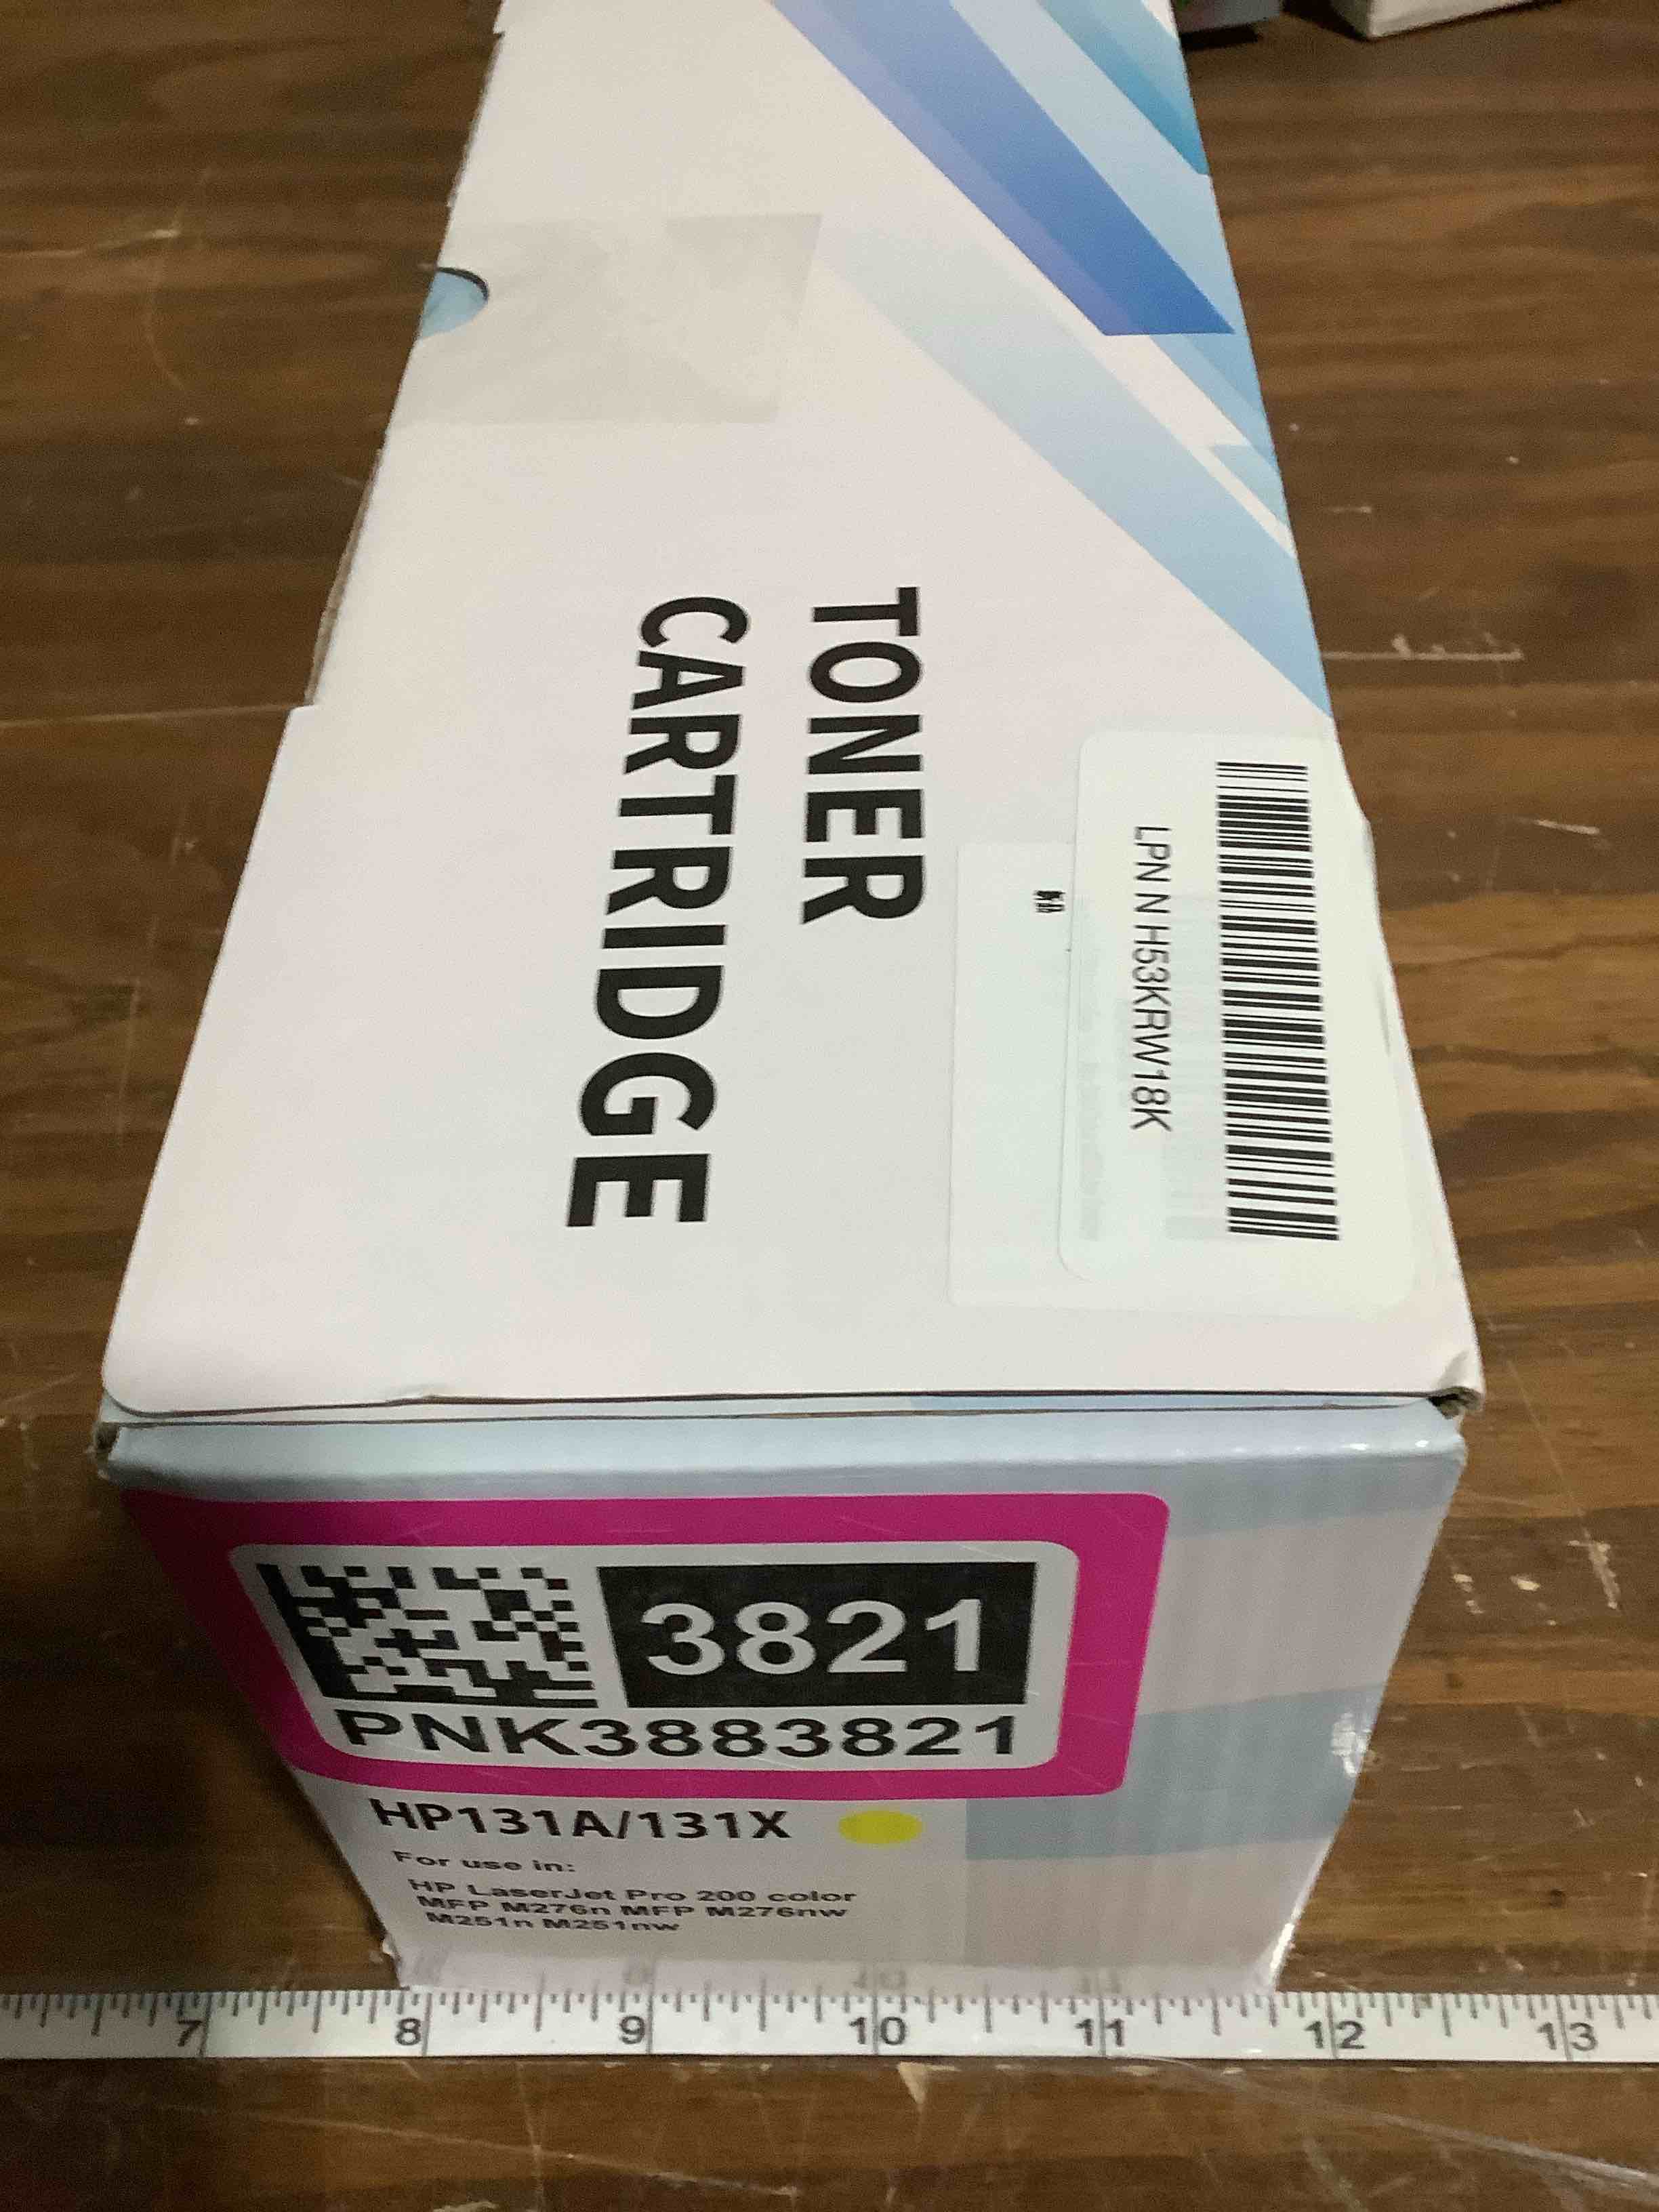 TONER
CARTRIDGE
LPN N H53KRW18K
3821
PNK3883821
HP131A/131X
For use in:
HP LaserJet Pro 200 color
MFP M276n MFP M276nw
M251n M251nw
7 8 9 10 11 12 13